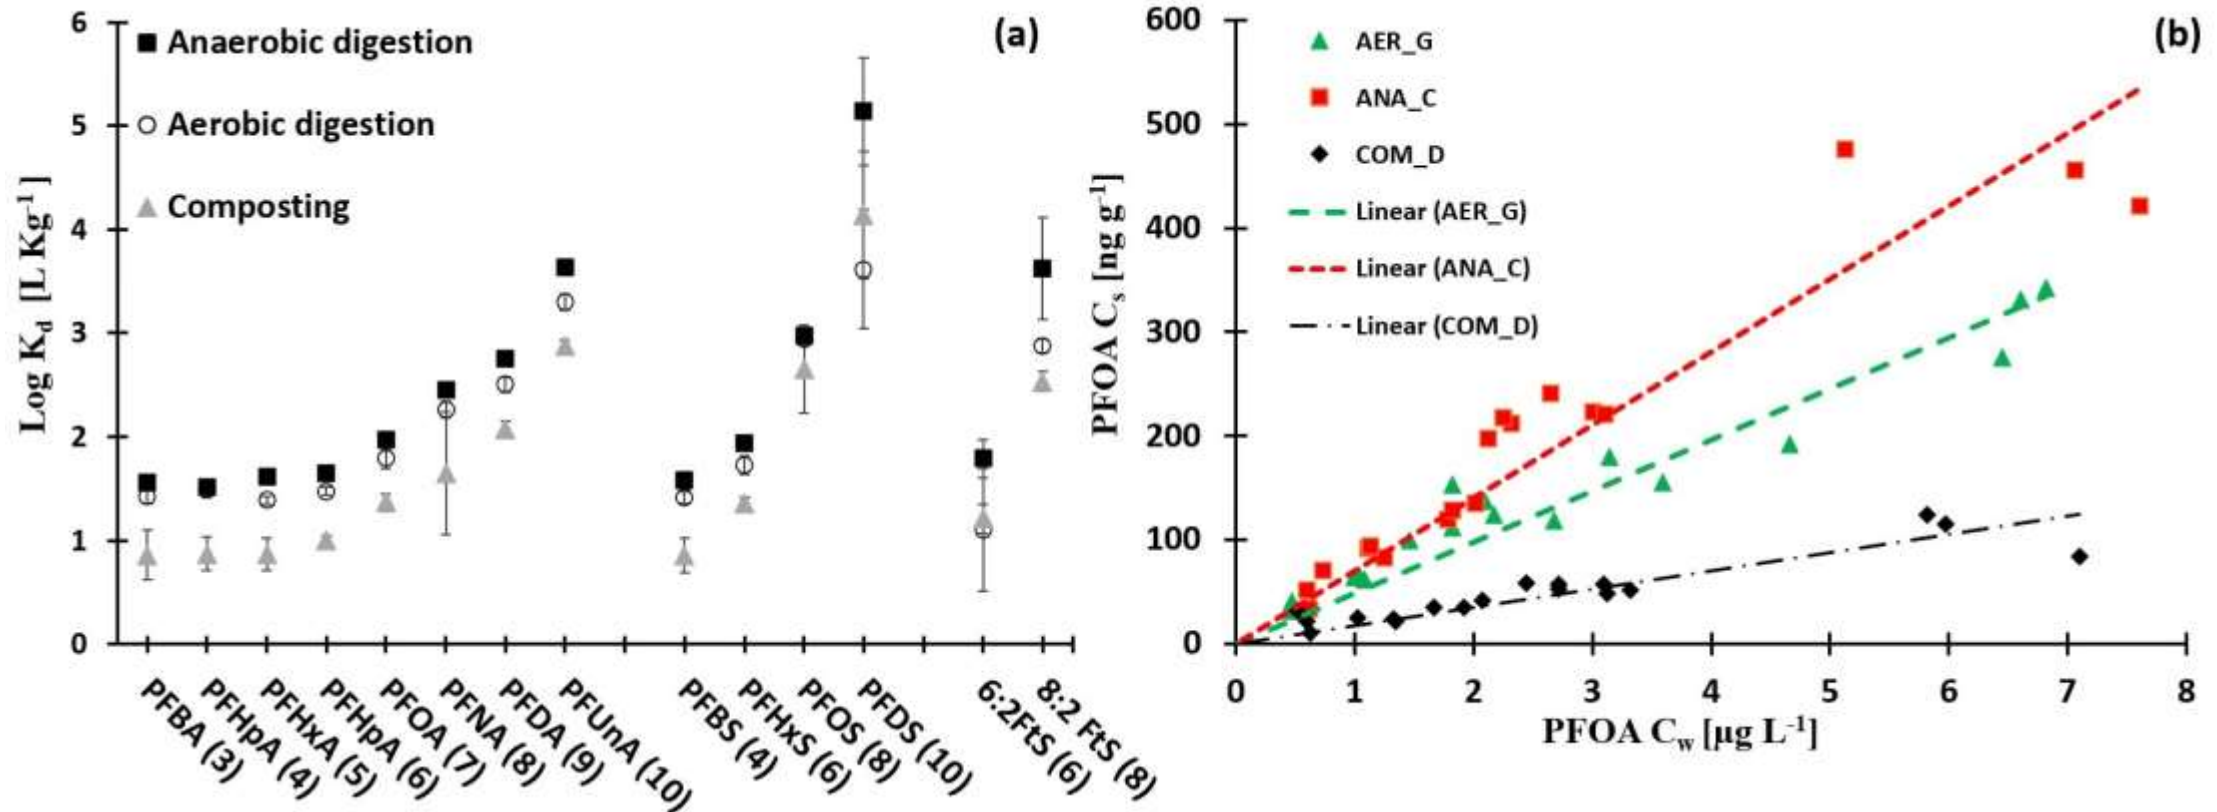 (a)
Anaerobic digestion
Aerobic digestion
Composting
Log Kd [L Kg-1 ]
6
5
4
3
2
1
0
PFBA (3)
PFHpA (4)
PFHxA (5)
PFHpA (6)
PFOA (7)
PFNA (8)
PFDA (9)
PFUnA (10)
PFBS (4)
PFHxS (6)
PFOS (8)
PFDS (10)
6:2FtS (6)
8:2 FtS (8)
(b)
AER_G
ANA_C
COM_D
Linear (AER_G)
Linear (ANA_C)
Linear (COM_D)
PFOA Cs [ng g-1]
600
500
400
300
200
100
0
0 1 2 3 4 5 6 7 8
PFOA Cw [µg L-1]